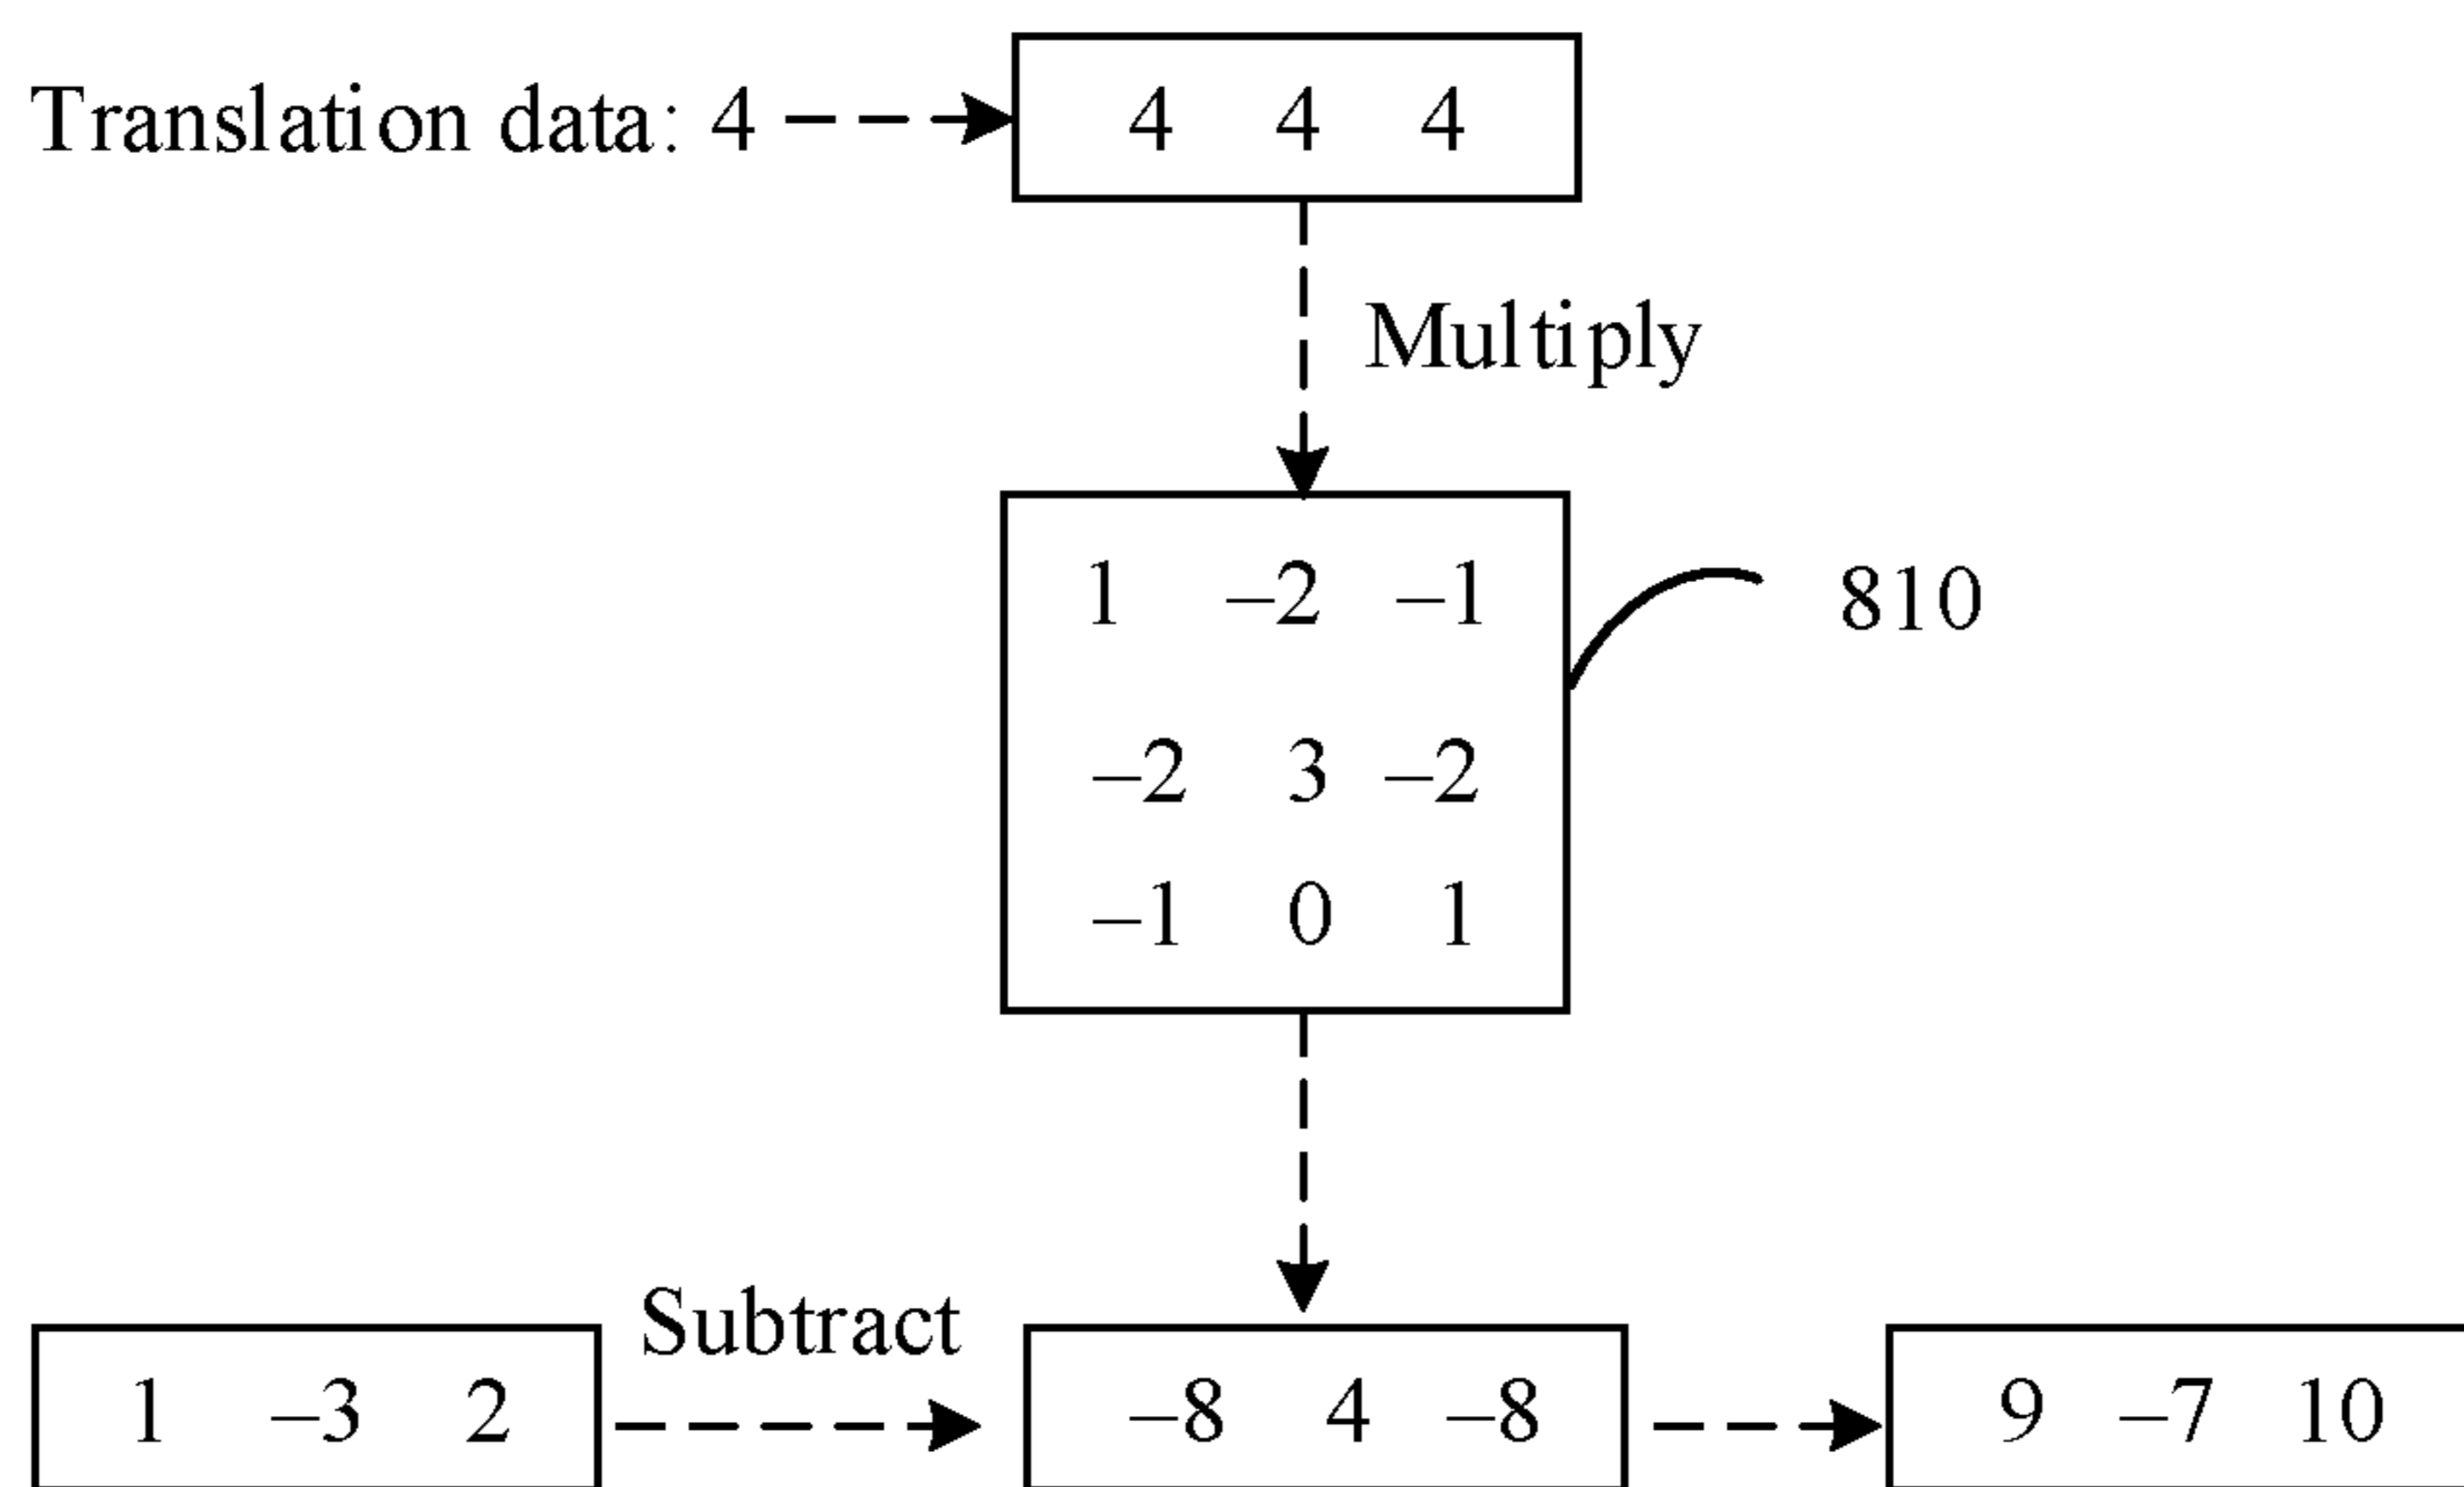 Translation data: 4
4 4 4
Multiply
1 –2 –1
810
–2 3 –2
–1 0 1
Subtract
1 –3 2
–8 4 –8
9 –7 10